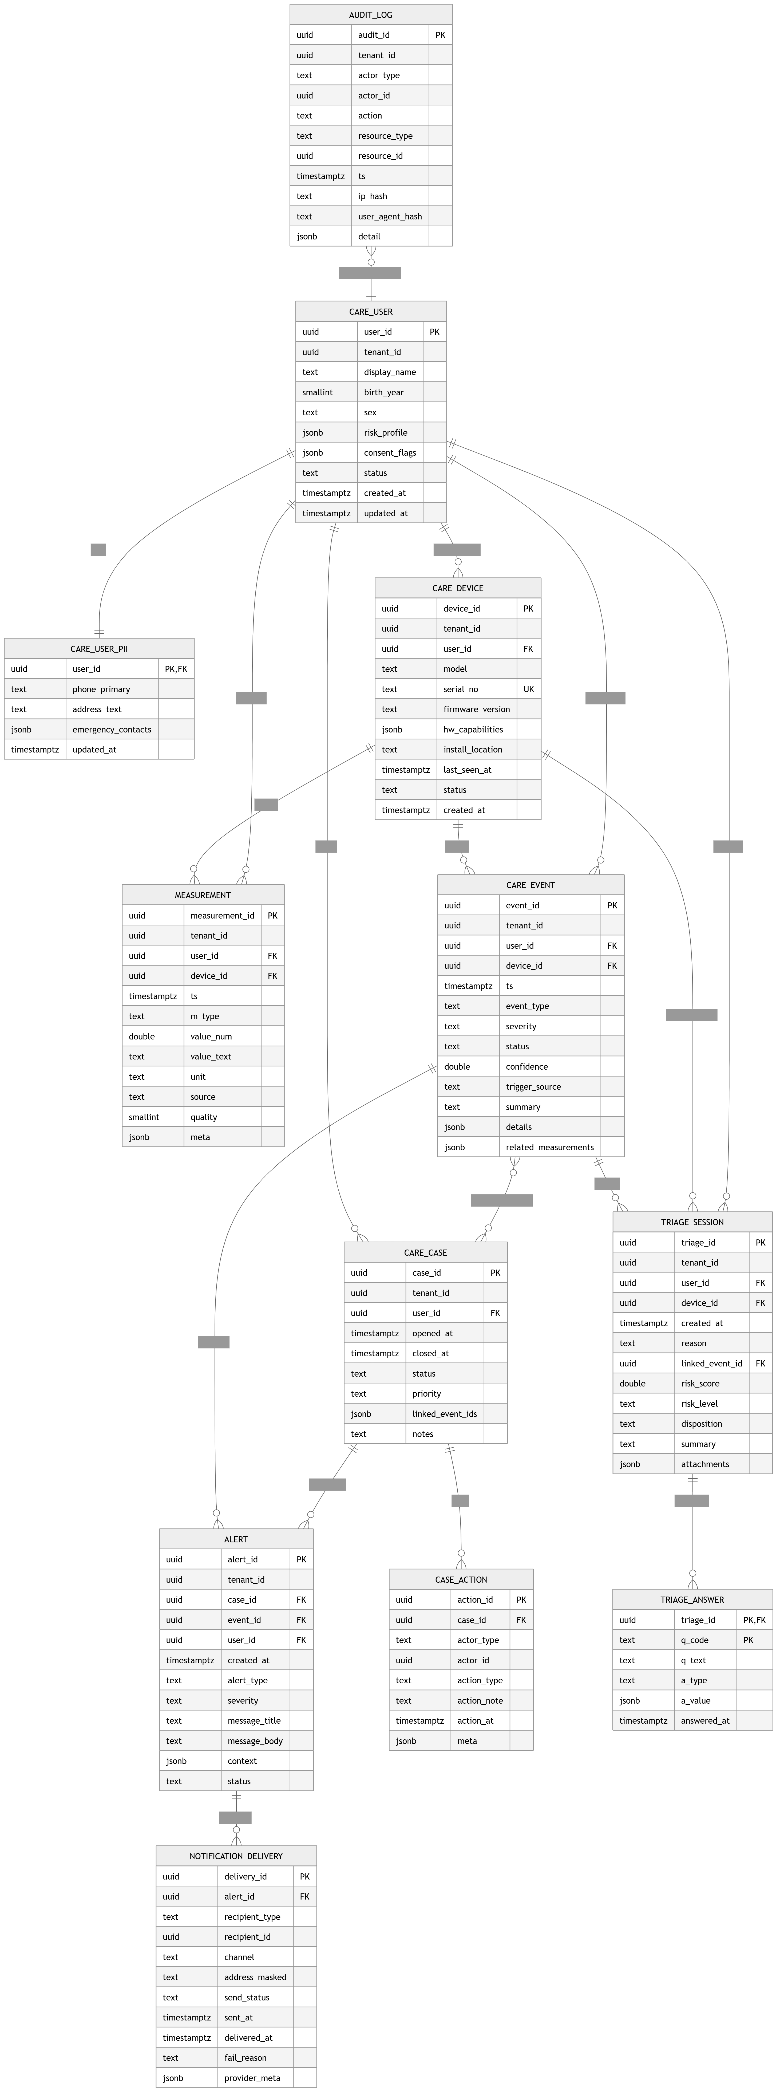 AUDIT_LOG
uuid audit_id PK
uuid tenant_id
text actor_type
uuid actor_id
text action
text resource_type
uuid resource_id
timestamptz ts
text ip_hash
text user_agent_hash
jsonb detail
CARE_USER
uuid user_id PK
uuid tenant_id
text display_name
smallint birth_year
text sex
jsonb risk_profile
jsonb consent_flags
text status
timestamptz created_at
timestamptz updated_at
CARE_DEVICE
uuid device_id PK
uuid tenant_id
uuid user_id FK
text model
text serial_no UK
text firmware_version
jsonb hw_capabilities
text install_location
timestamptz last_seen_at
text status
timestamptz created_at
CARE_USER_PII
uuid user_id PK,FK
text phone_primary
text address_text
jsonb emergency_contacts
timestamptz updated_at
MEASUREMENT
uuid measurement_id PK
uuid tenant_id
uuid user_id FK
uuid device_id FK
timestamptz ts
text m_type
double value_num
text value_text
text unit
text source
smallint quality
jsonb meta
CARE_EVENT
uuid event_id PK
uuid tenant_id
uuid user_id FK
uuid device_id FK
timestamptz ts
text event_type
text severity
text status
double confidence
text trigger_source
text summary
jsonb details
jsonb related_measurements
TRIAGE_SESSION
uuid triage_id PK
uuid tenant_id
uuid user_id FK
uuid device_id FK
timestamptz created_at
text reason
uuid linked_event_id FK
double risk_score
text risk_level
text disposition
text summary
jsonb attachments
CARE_CASE
uuid case_id PK
uuid tenant_id
uuid user_id FK
timestamptz opened_at
timestamptz closed_at
text status
text priority
jsonb linked_event_ids
text notes
ALERT
uuid alert_id PK
uuid tenant_id
uuid case_id FK
uuid event_id FK
uuid user_id FK
timestamptz created_at
text alert_type
text severity
text message_title
text message_body
jsonb context
text status
CASE_ACTION
uuid action_id PK
uuid case_id FK
text actor_type
uuid actor_id
text action_type
text action_note
timestamptz action_at
jsonb meta
TRIAGE_ANSWER
uuid triage_id PK,FK
text q_code PK
text q_text
text a_type
jsonb a_value
timestamptz answered_at
NOTIFICATION_DELIVERY
uuid delivery_id PK
uuid alert_id FK
text recipient_type
uuid recipient_id
text channel
text address_masked
text send_status
timestamptz sent_at
timestamptz delivered_at
text fail_reason
jsonb provider_meta